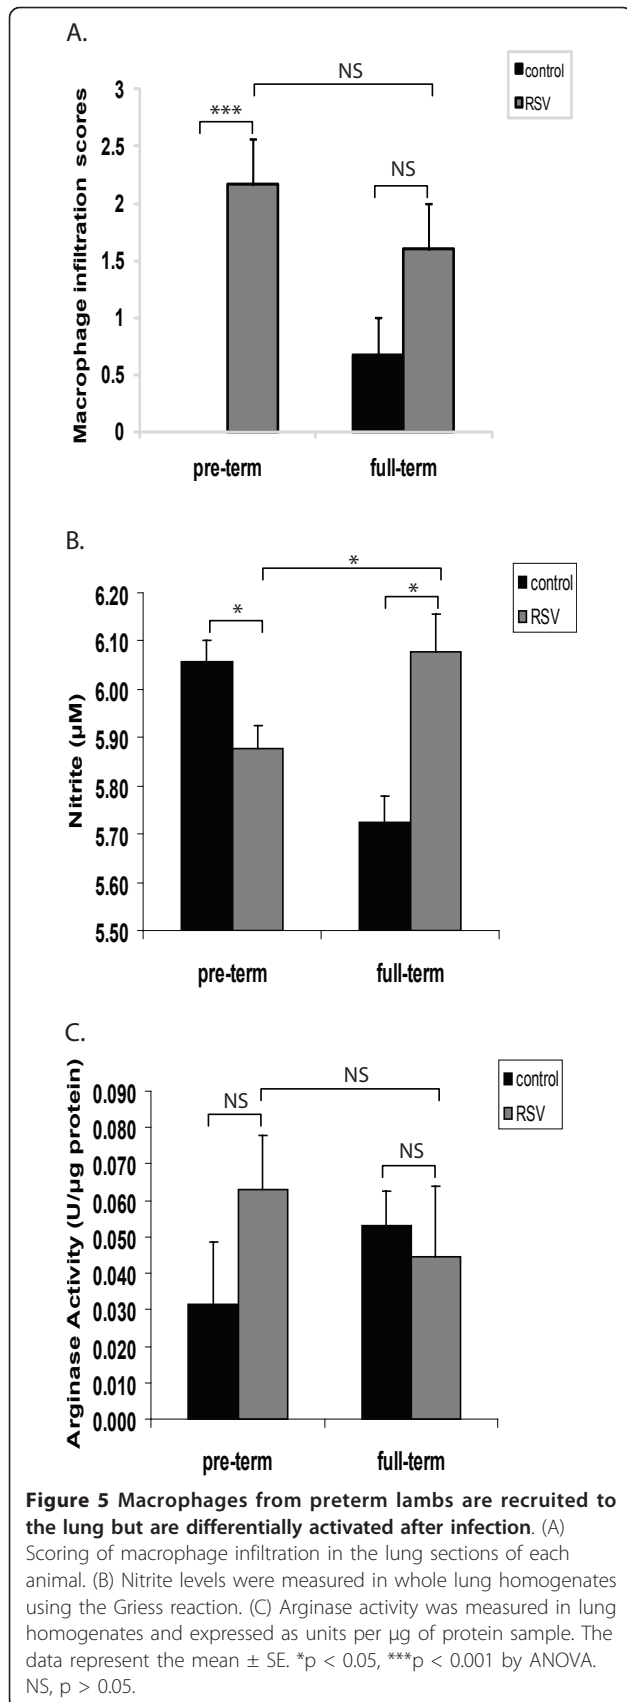 A.
control
RSV
NS
***
NS
Macrophage infiltration scores
3
2.5
2
1.5
1
0.5
0
pre-term
full-term
B.
control
RSV
*
*
*
Nitrite (µM)
6.20
6.10
6.00
5.90
5.80
5.70
5.60
5.50
pre-term
full-term
C.
control
RSV
NS
NS
NS
Arginase Activity (U/µg protein)
0.090
0.080
0.070
0.060
0.050
0.040
0.030
0.020
0.010
0.000
pre-term
full-term
Figure 5 Macrophages from preterm lambs are recruited to
the lung but are differentially activated after infection. (A)
Scoring of macrophage infiltration in the lung sections of each
animal. (B) Nitrite levels were measured in whole lung homogenates
using the Griess reaction. (C) Arginase activity was measured in lung
homogenates and expressed as units per µg of protein sample. The
data represent the mean ± SE. *p < 0.05, ***p < 0.001 by ANOVA.
NS, p > 0.05.